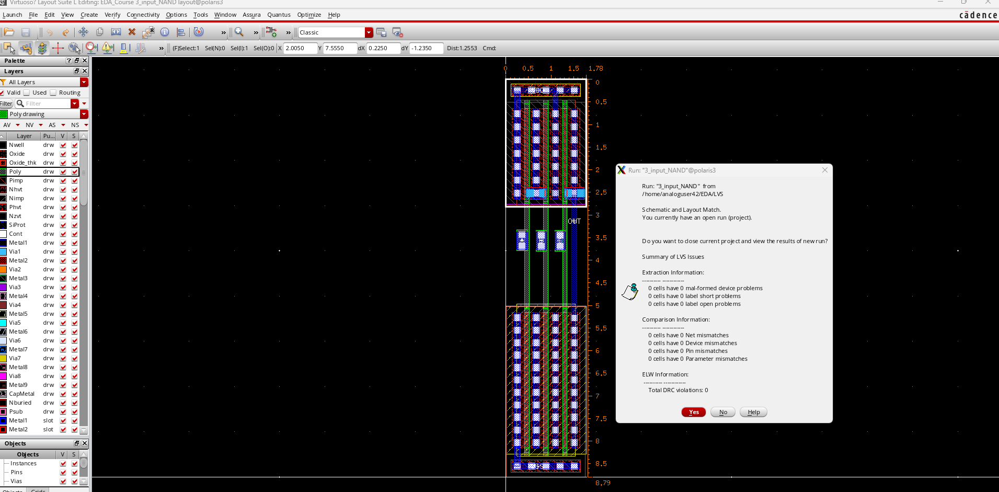 Virtuoso? Layout Suite L Editing: EDA_Course 3_input_NAND layout@polaris3
Launch File Edit View Create Verify Connectivity Options Tools Window Assura Quantus Optimize Help
cādence
» » » Classic
» (F)Select:1 Sel(N):0 Sel(I):1 Sel(O):0 X 2.0050 Y 7.5550 dX 0.2250 dY -1.2350 Dist:1.2553 Cmd:
Palette
Layers
All Layers
Valid Used Routing
Filter Filter
Poly drawing
AV NV AS NS
Layer Pu... V S
Nwell drw
Oxide drw
Oxide_thk drw
Poly drw
Pimp drw
Nhvt drw
Nimp drw
Phvt drw
Nzvt drw
SiProt drw
Cont drw
Metal1 drw
Via1 drw
Metal2 drw
Via2 drw
Metal3 drw
Via3 drw
Metal4 drw
Via4 drw
Metal5 drw
Via5 drw
Metal6 drw
Via6 drw
Metal7 drw
Via7 drw
Metal8 drw
Via8 drw
Metal9 drw
CapMetal drw
Nburied drw
Psub drw
Metal1 slot
Metal2 slot
Objects
Objects V S
Instances
Pins
Vias
Objects Grids
0 0.5 1 1.5 1.78
0
0.5
1
1.5
2
2.5
3
OUT
3.5
4
4.5
5
5.5
6
6.5
7
7.5
8
8.5
8.79
Run: "3_input_NAND"@polaris3
Run: "3_input_NAND" from
/home/analoguser42/EDA/LVS
Schematic and Layout Match.
You currently have an open run (project).
Do you want to close current project and view the results of new run?
Summary of LVS Issues
Extraction Information:
---------- ------------
0 cells have 0 mal-formed device problems
0 cells have 0 label short problems
0 cells have 0 label open problems
Comparison Information:
---------- ------------
0 cells have 0 Net mismatches
0 cells have 0 Device mismatches
0 cells have 0 Pin mismatches
0 cells have 0 Parameter mismatches
ELW Information:
---------- ------------
Total DRC violations: 0
Yes No Help